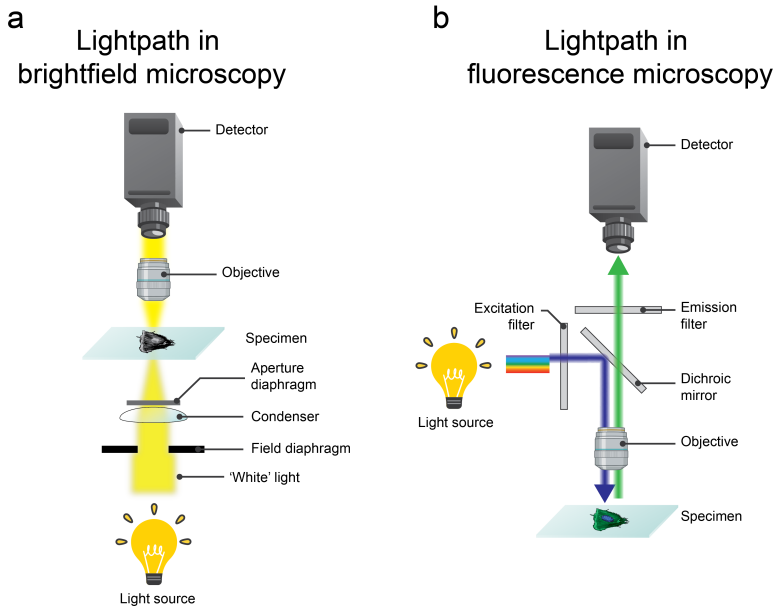 a
Lightpath in
brightfield microscopy
Detector
Objective
Specimen
Aperture
diaphragm
Condenser
Field diaphragm
‘White’ light
Light source
b
Lightpath in
fluorescence microscopy
Detector
Excitation
filter
Emission
filter
Dichroic
mirror
Light source
Objective
Specimen